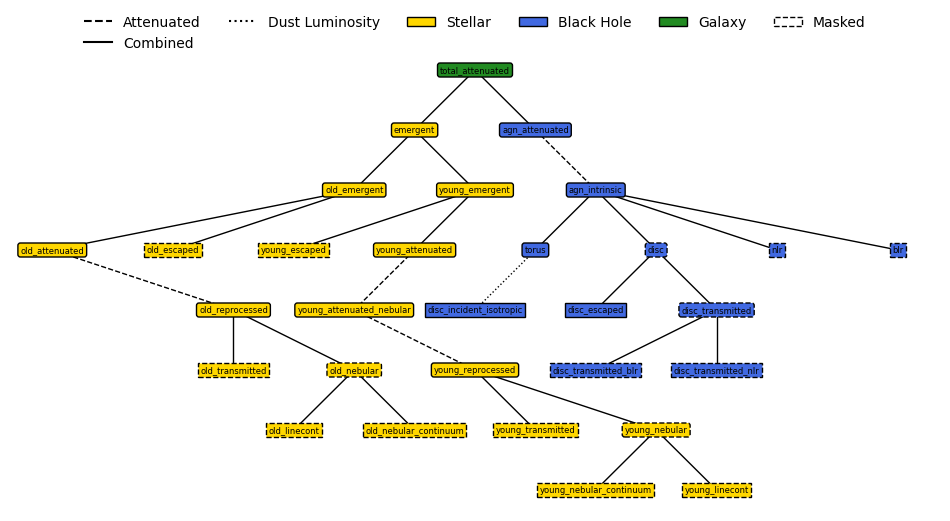 Attenuated Dust Luminosity Stellar Black Hole Galaxy Masked
Combined
total_attenuated
emergent agn_attenuated
old_emergent young_emergent agn_intrinsic
old_attenuated old_escaped young_escaped young_attenuated torus disc nlr blr
old_reprocessed young_attenuated_nebular disc_incident_isotropic disc_escaped disc_transmitted
old_transmitted old_nebular young_reprocessed disc_transmitted_blr disc_transmitted_nlr
old_linecont old_nebular_continuum young_transmitted young_nebular
young_nebular_continuum young_linecont